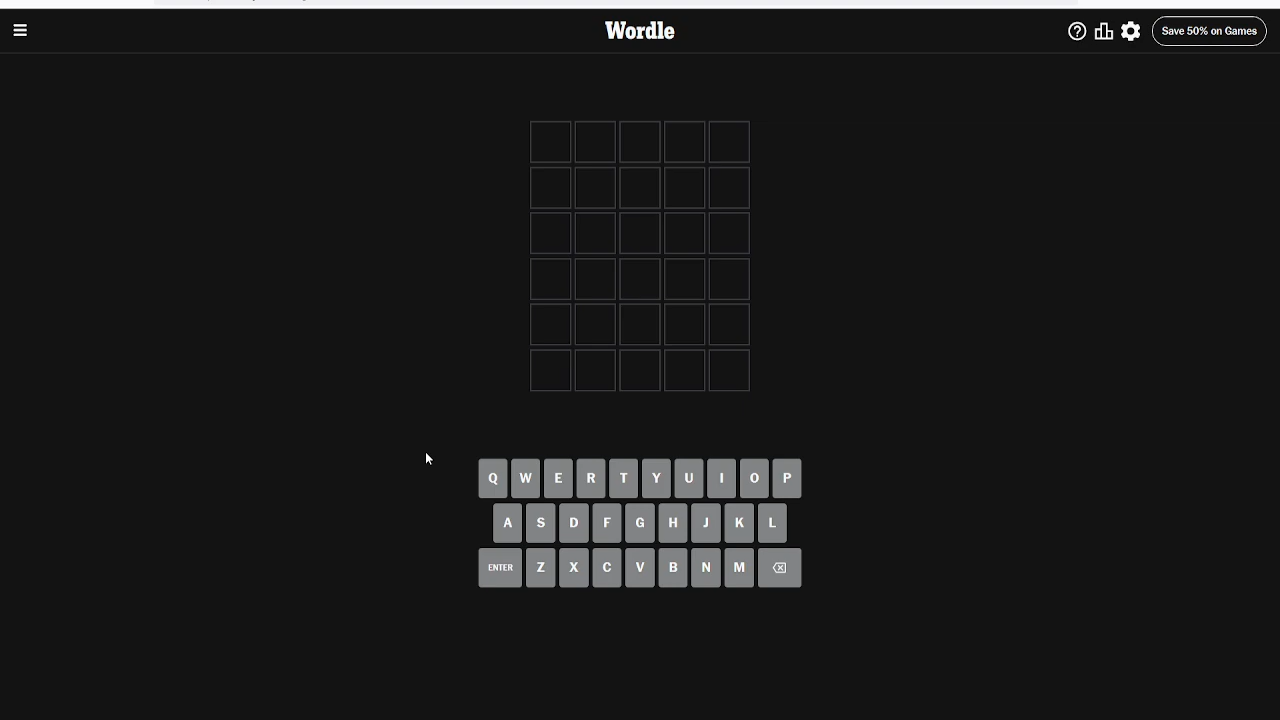 Wordle
Save 50% on Games
Q W E R T Y U I O P
A S D F G H J K L
ENTER Z X C V B N M